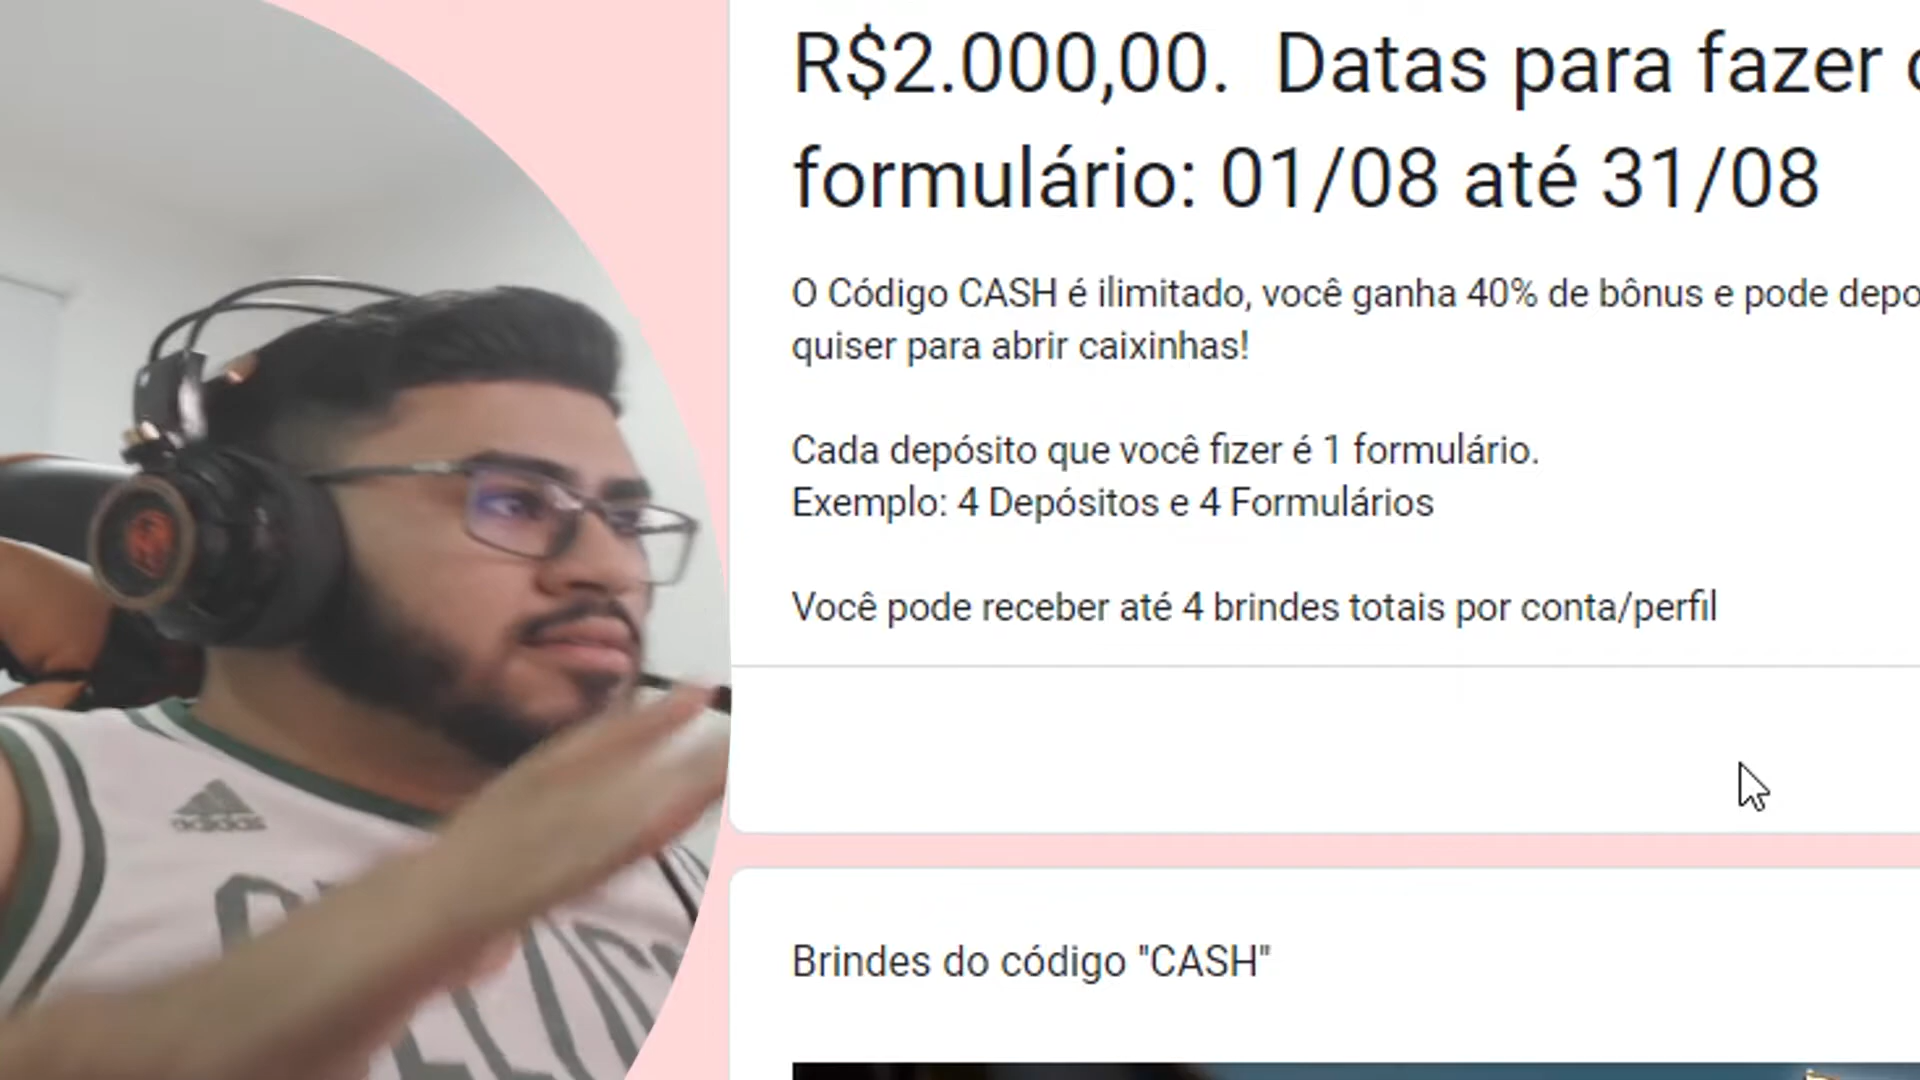 R$2.000,00. Datas para fazer
formulário: 01/08 até 31/08
O Código CASH é ilimitado, você ganha 40% de bônus e pode
quiser para abrir caixinhas!
Cada depósito que você fizer é 1 formulário.
Exemplo: 4 Depósitos e 4 Formulários
Você pode receber até 4 brindes totais por conta/perfil
adidas
Brindes do código "CASH"